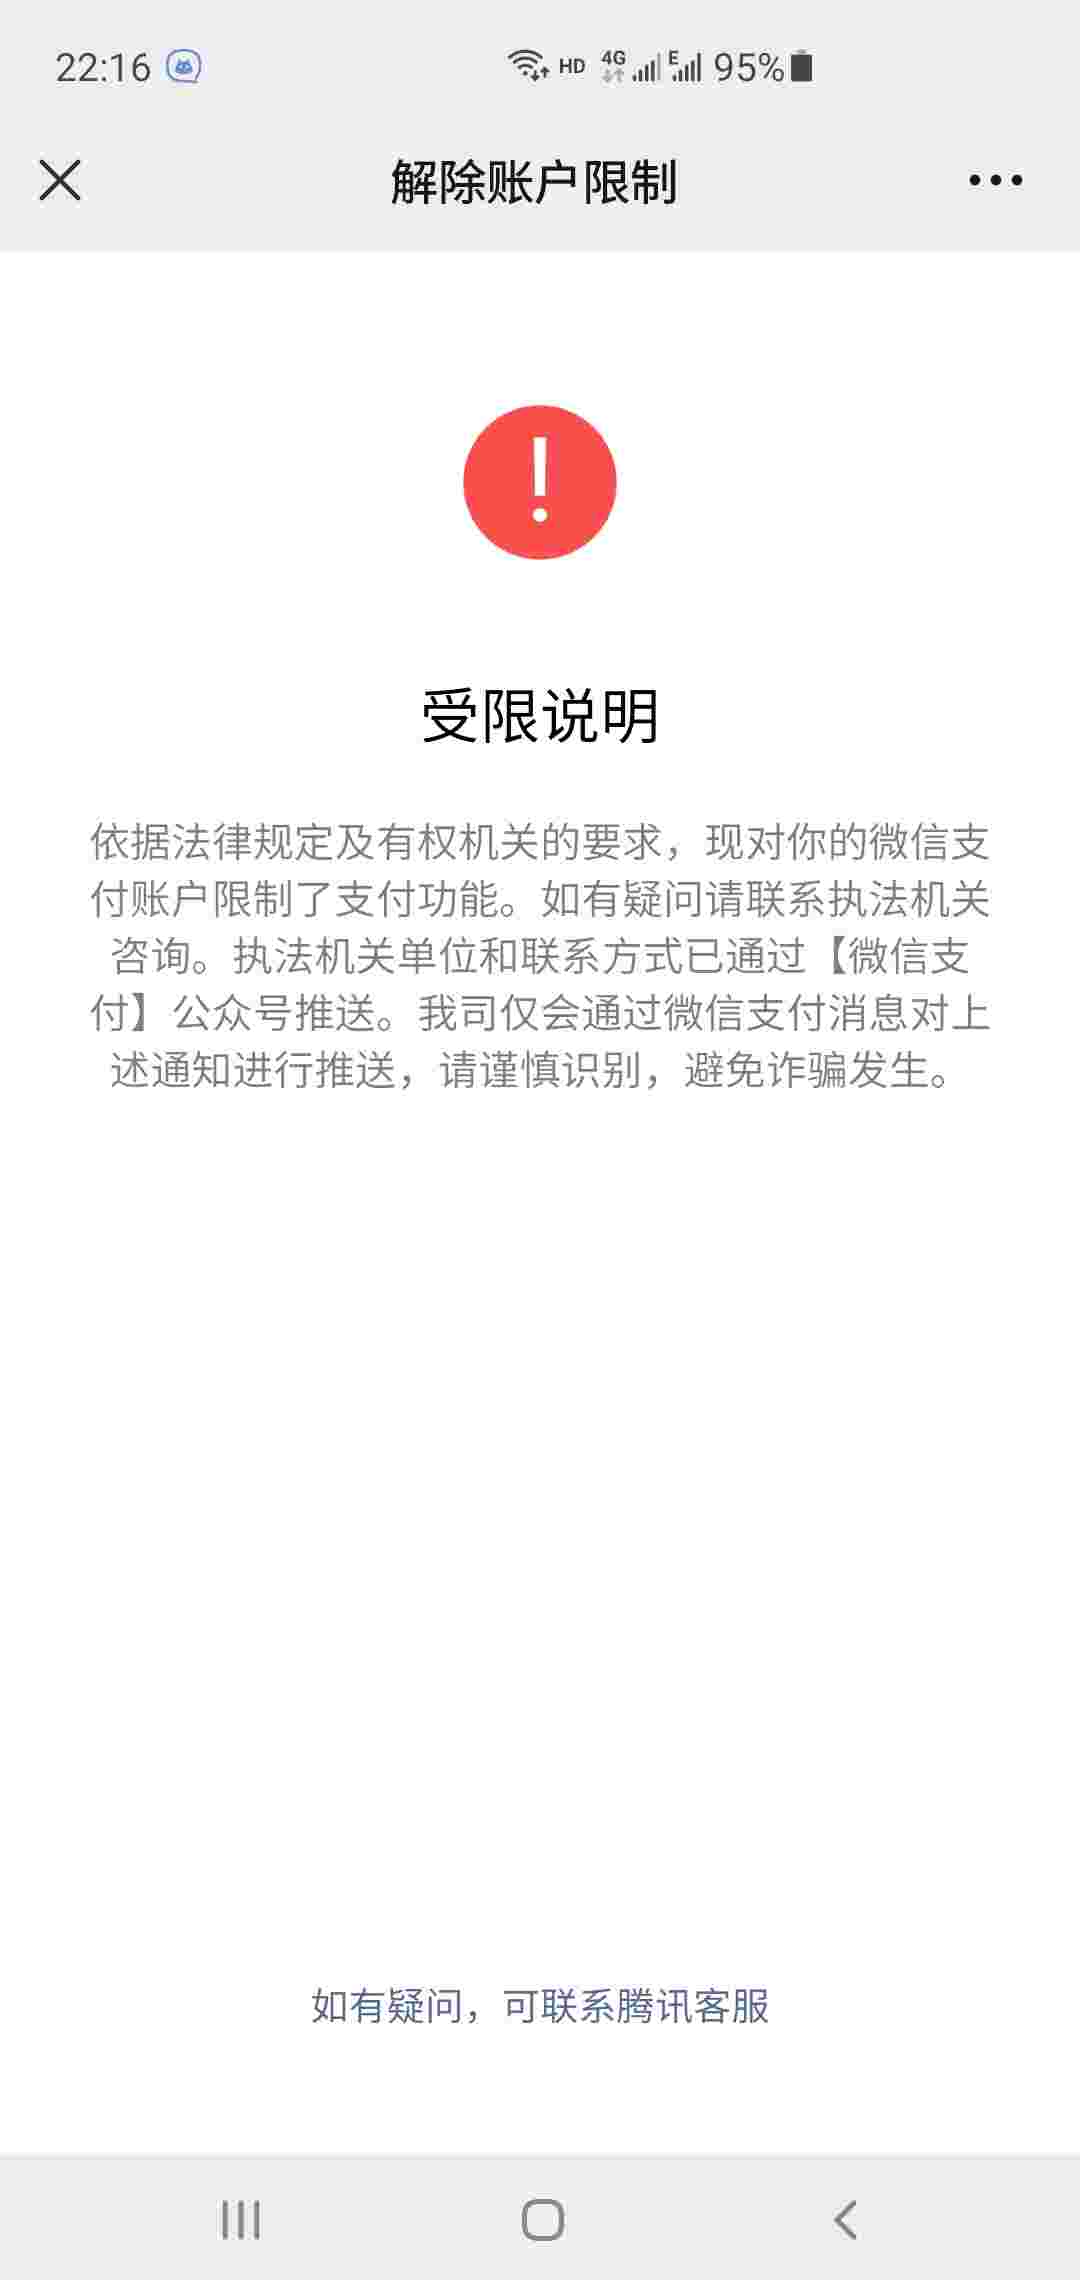 22:16
HD 4G E 95%
解除账户限制
受限说明
依据法律规定及有权机关的要求，现对你的微信支
付账户限制了支付功能。如有疑问请联系执法机关
咨询。执法机关单位和联系方式已通过【微信支
付】公众号推送。我司仅会通过微信支付消息对上
述通知进行推送，请谨慎识别，避免诈骗发生。
如有疑问，可联系腾讯客服